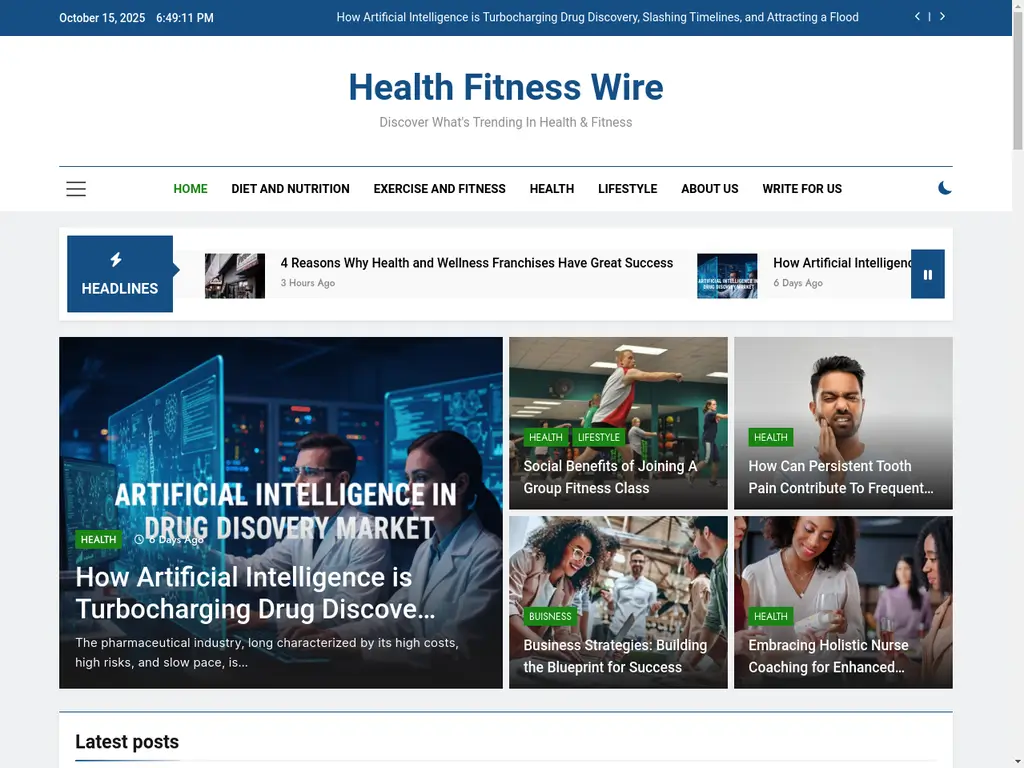 October 15, 2025 6:49:11 PM
How Artificial Intelligence is Turbocharging Drug Discovery, Slashing Timelines, and Attracting a Flood
Health Fitness Wire
Discover What's Trending In Health & Fitness
HOME DIET AND NUTRITION EXERCISE AND FITNESS HEALTH LIFESTYLE ABOUT US WRITE FOR US
HEADLINES
4 Reasons Why Health and Wellness Franchises Have Great Success
3 Hours Ago
ARTIFICIAL INTELLIGENCE IN
DRUG DISOVERY MARKET
How Artificial Intelligenc
6 Days Ago
ARTIFICIAL INTELLIGENCE IN
DRUG DISOVERY MARKET
HEALTH 6 Days Ago
How Artificial Intelligence is
Turbocharging Drug Discove...
The pharmaceutical industry, long characterized by its high costs,
high risks, and slow pace, is...
HEALTH LIFESTYLE
Social Benefits of Joining A
Group Fitness Class
HEALTH
How Can Persistent Tooth
Pain Contribute To Frequent...
BUISNESS
Business Strategies: Building
the Blueprint for Success
HEALTH
Embracing Holistic Nurse
Coaching for Enhanced...
Latest posts